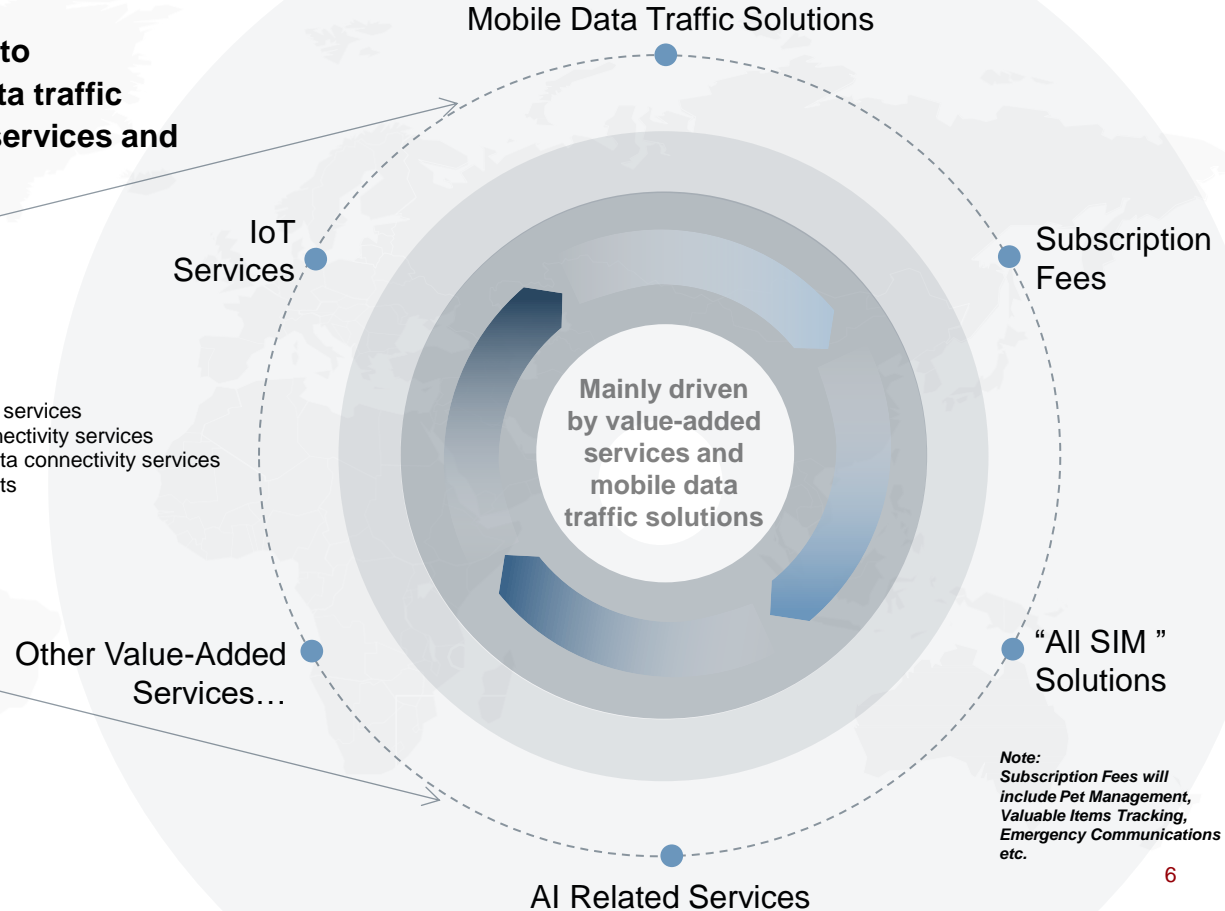 Mobile Data Traffic Solutions
to
ta traffic
services and
IoT
Services
Subscription
Fees
services
nectivity services
ta connectivity services
ts
Mainly driven
by value-added
services and
mobile data
traffic solutions
Other Value-Added
Services…
“All SIM ”
Solutions
Note:
Subscription Fees will
include Pet Management,
Valuable Items Tracking,
Emergency Communications
etc.
6
AI Related Services